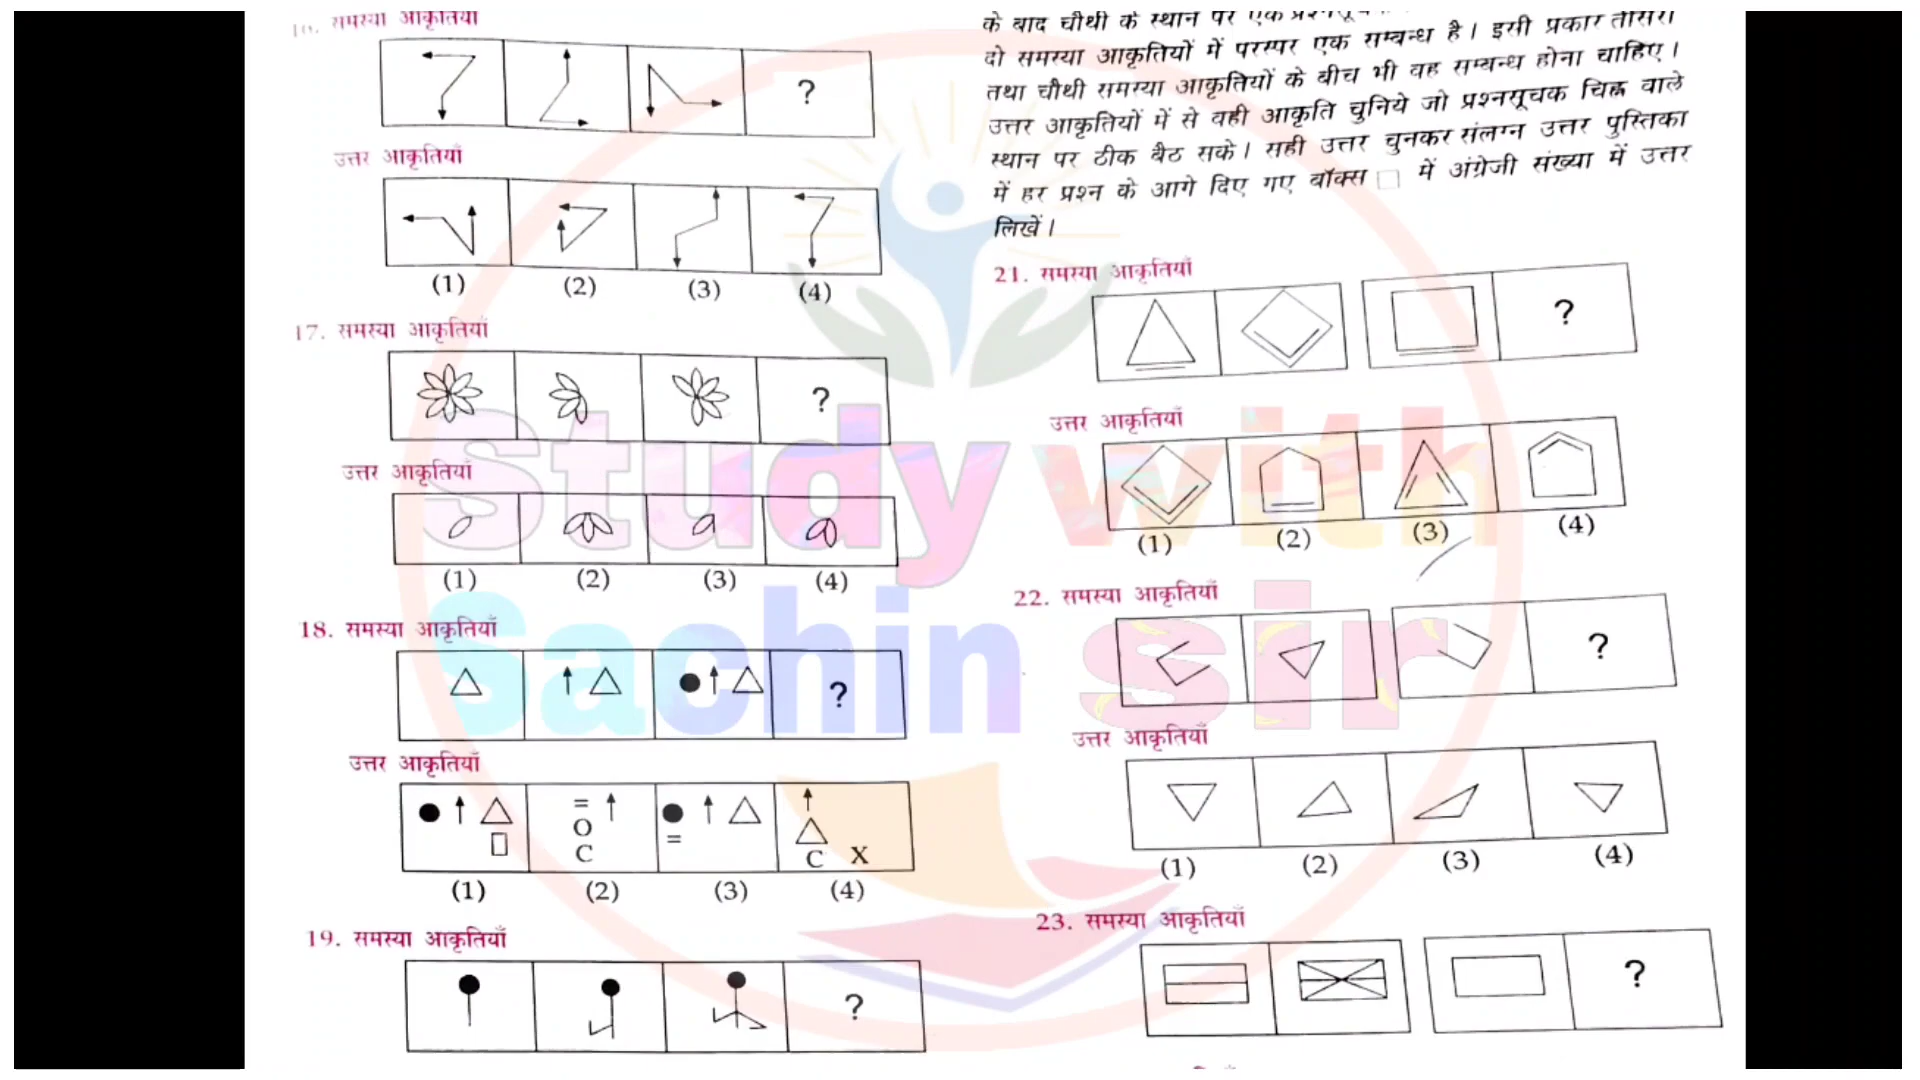 16. समस्या आकृतियाँ
?
उत्तर आकृतियाँ
(1) (2) (3) (4)
17. समस्या आकृतियाँ
?
उत्तर आकृतियाँ
(1) (2) (3) (4)
18. समस्या आकृतियाँ
?
उत्तर आकृतियाँ
= O C
=
C X
(1) (2) (3) (4)
19. समस्या आकृतियाँ
?
के बाद चौथी के स्थान पर एक
दो समस्या आकृतियों में परस्पर एक सम्बन्ध है। इसी प्रकार तीसरी
तथा चौथी समस्या आकृतियों के बीच भी वह सम्बन्ध होना चाहिए।
उत्तर आकृतियों में से वही आकृति चुनिये जो प्रश्नसूचक चिह्न वाले
स्थान पर ठीक बैठ सके। सही उत्तर चुनकर संलग्न उत्तर पुस्तिका
में हर प्रश्न के आगे दिए गए बॉक्स में अंग्रेजी संख्या में उत्तर
लिखें।
21. समस्या आकृतियाँ
?
उत्तर आकृतियाँ
(1) (2) (3) (4)
22. समस्या आकृतियाँ
?
उत्तर आकृतियाँ
(1) (2) (3) (4)
23. समस्या आकृतियाँ
?
Study with
Sachin sir